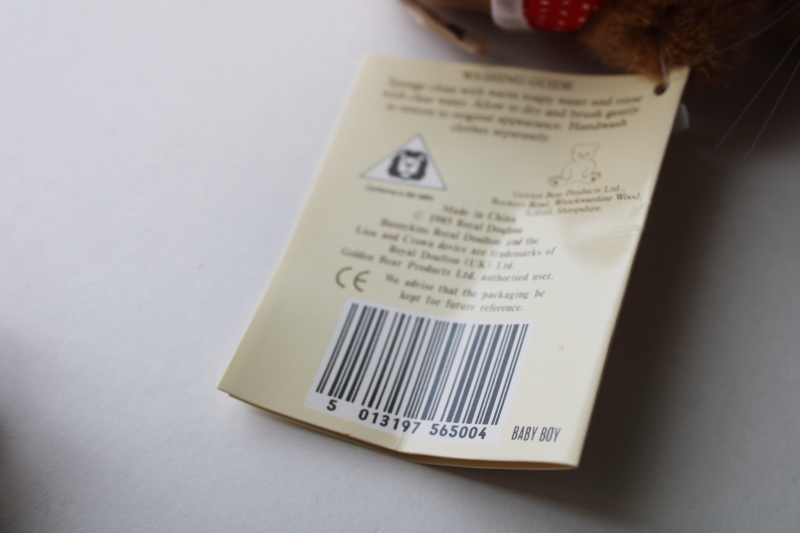 WASHING GUIDE
Sponge clean with warm soapy water and rinse
with clear water. Allow to dry and brush gently
to restore to original appearance. Handwash
clothes separately.
Golden Bear Products Ltd.,
Road, Wrockwardine Wood,
Telford, Shropshire.
Made in China
© 1985 Royal Doulton
Bunnykins Royal Doulton and the
Lion and Crown device are trademarks of
Royal Doulton (UK) Ltd.
Golden Bear Products Ltd. authorised user.
CE
We advise that the packaging be
kept for future reference.
5 013197 565004
BABY BOY